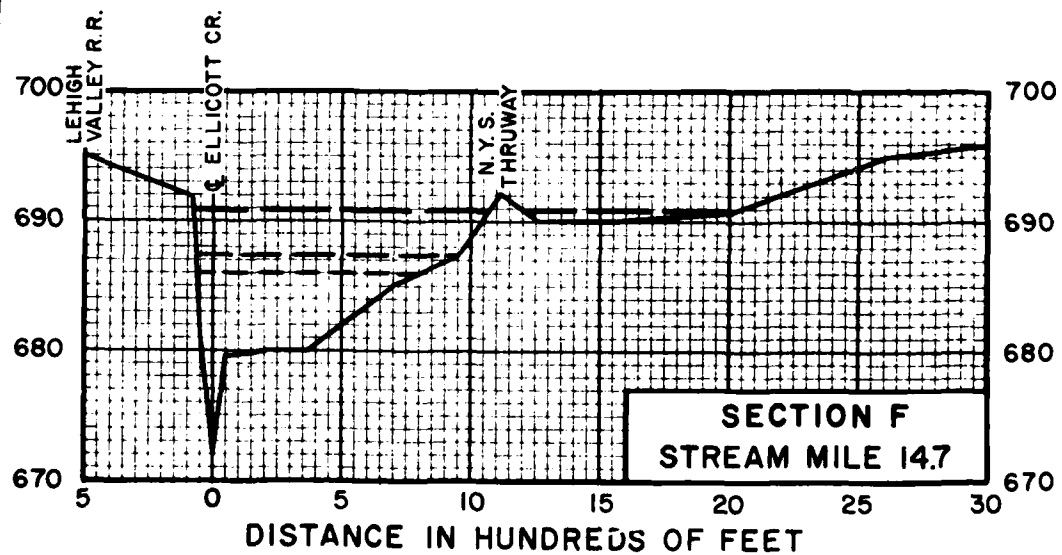 LEHIGH
VALLEY R.R.
℄ ELLICOTT CR.
N.Y.S.
THRUWAY
700
690
680
670
700
690
680
670
5 0 5 10 15 20 25 30
SECTION F
STREAM MILE 14.7
DISTANCE IN HUNDREDS OF FEET